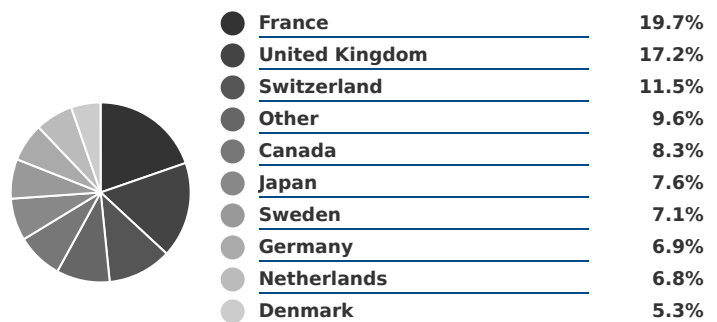 France 19.7%
United Kingdom 17.2%
Switzerland 11.5%
Other 9.6%
Canada 8.3%
Japan 7.6%
Sweden 7.1%
Germany 6.9%
Netherlands 6.8%
Denmark 5.3%